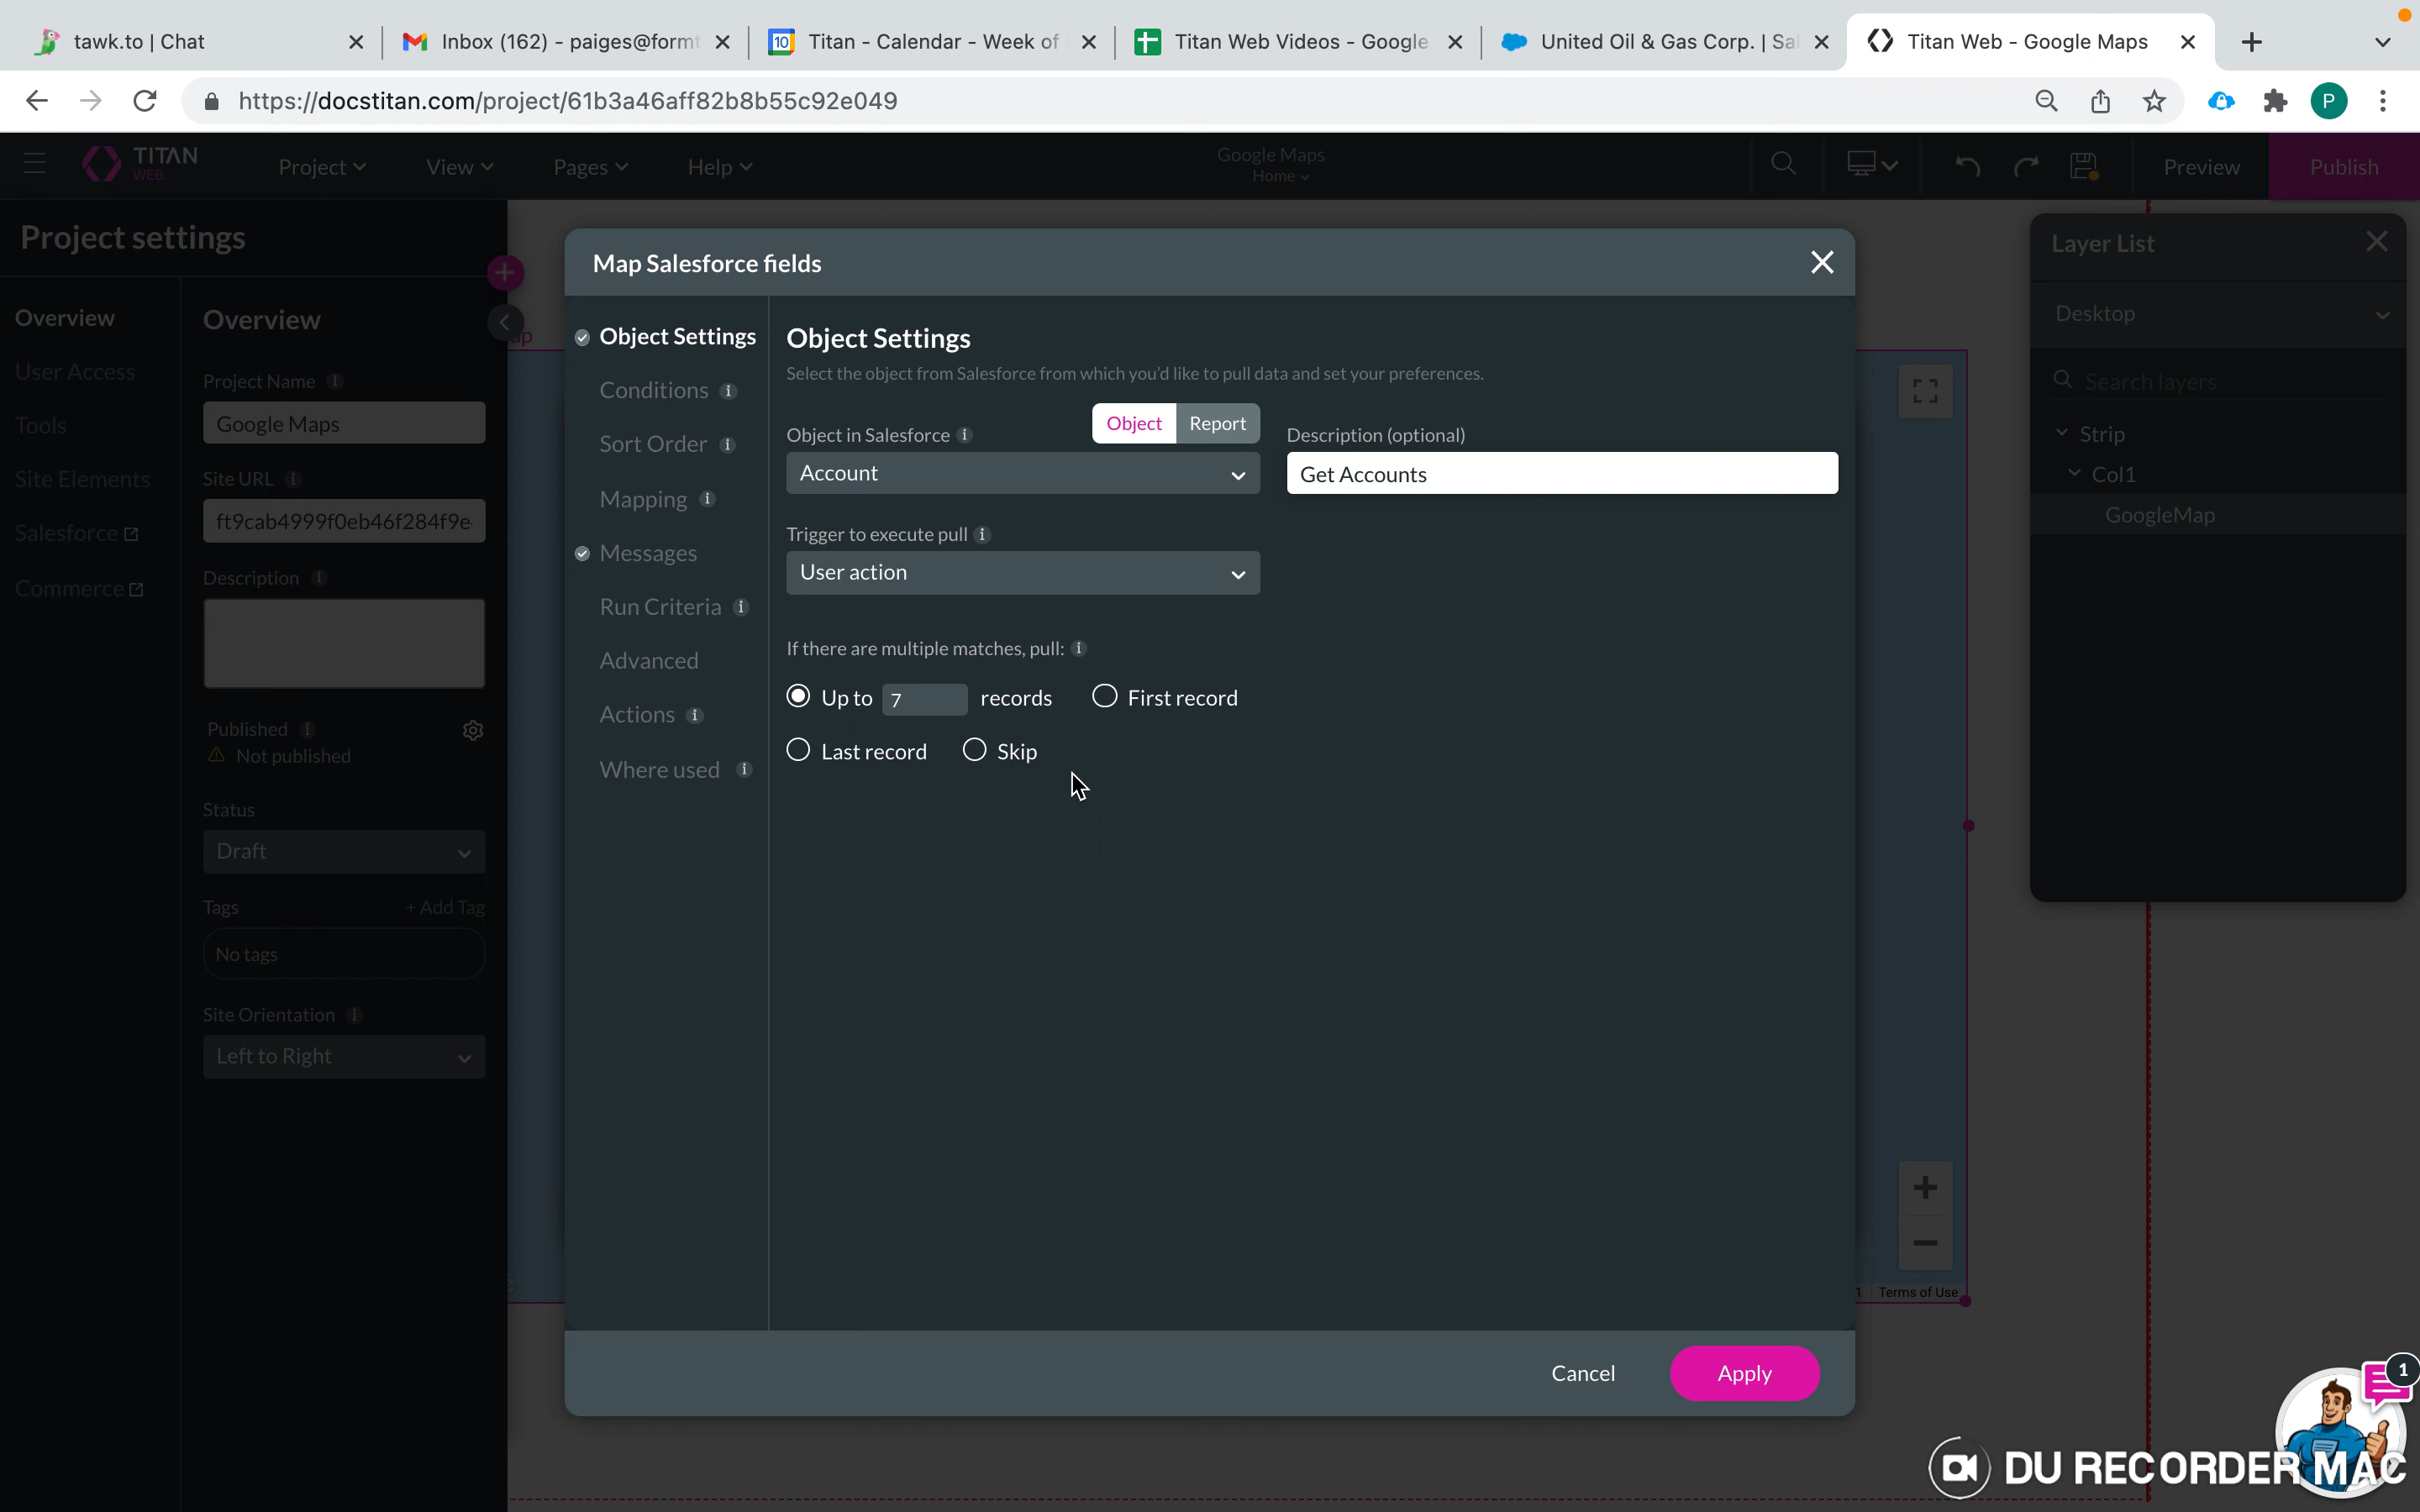 tawk.to | Chat
Inbox (162) - paiges@formt
10
Titan - Calendar - Week of
Titan Web Videos - Google
United Oil & Gas Corp. | Sal
Titan Web - Google Maps
https://docstitan.com/project/61b3a46aff82b8b55c92e049
P
TITAN
WEB
Project
View
Pages
Help
Google Maps
Home
Preview
Publish
Project settings
Overview
User Access
Tools
Site Elements
Salesforce
Commerce
Overview
Project Name
Google Maps
Site URL
ft9cab4999f0eb46f284f9e
Description
Published
Not published
Status
Draft
Tags
+ Add Tag
No tags
Site Orientation
Left to Right
Map Salesforce fields
Object Settings
Conditions
Sort Order
Mapping
Messages
Run Criteria
Advanced
Actions
Where used
Object Settings
Select the object from Salesforce from which you'd like to pull data and set your preferences.
Object in Salesforce
Object
Report
Description (optional)
Account
Get Accounts
Trigger to execute pull
User action
If there are multiple matches, pull:
Up to 7 records
First record
Last record
Skip
Cancel
Apply
Layer List
Desktop
Search layers
Strip
Col1
GoogleMap
Terms of Use
1
DU RECORDER MAC